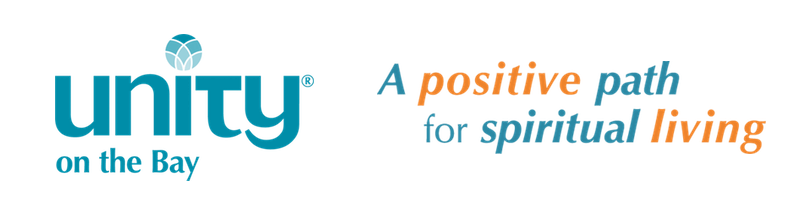 unity®
on the Bay
A positive path
for spiritual living